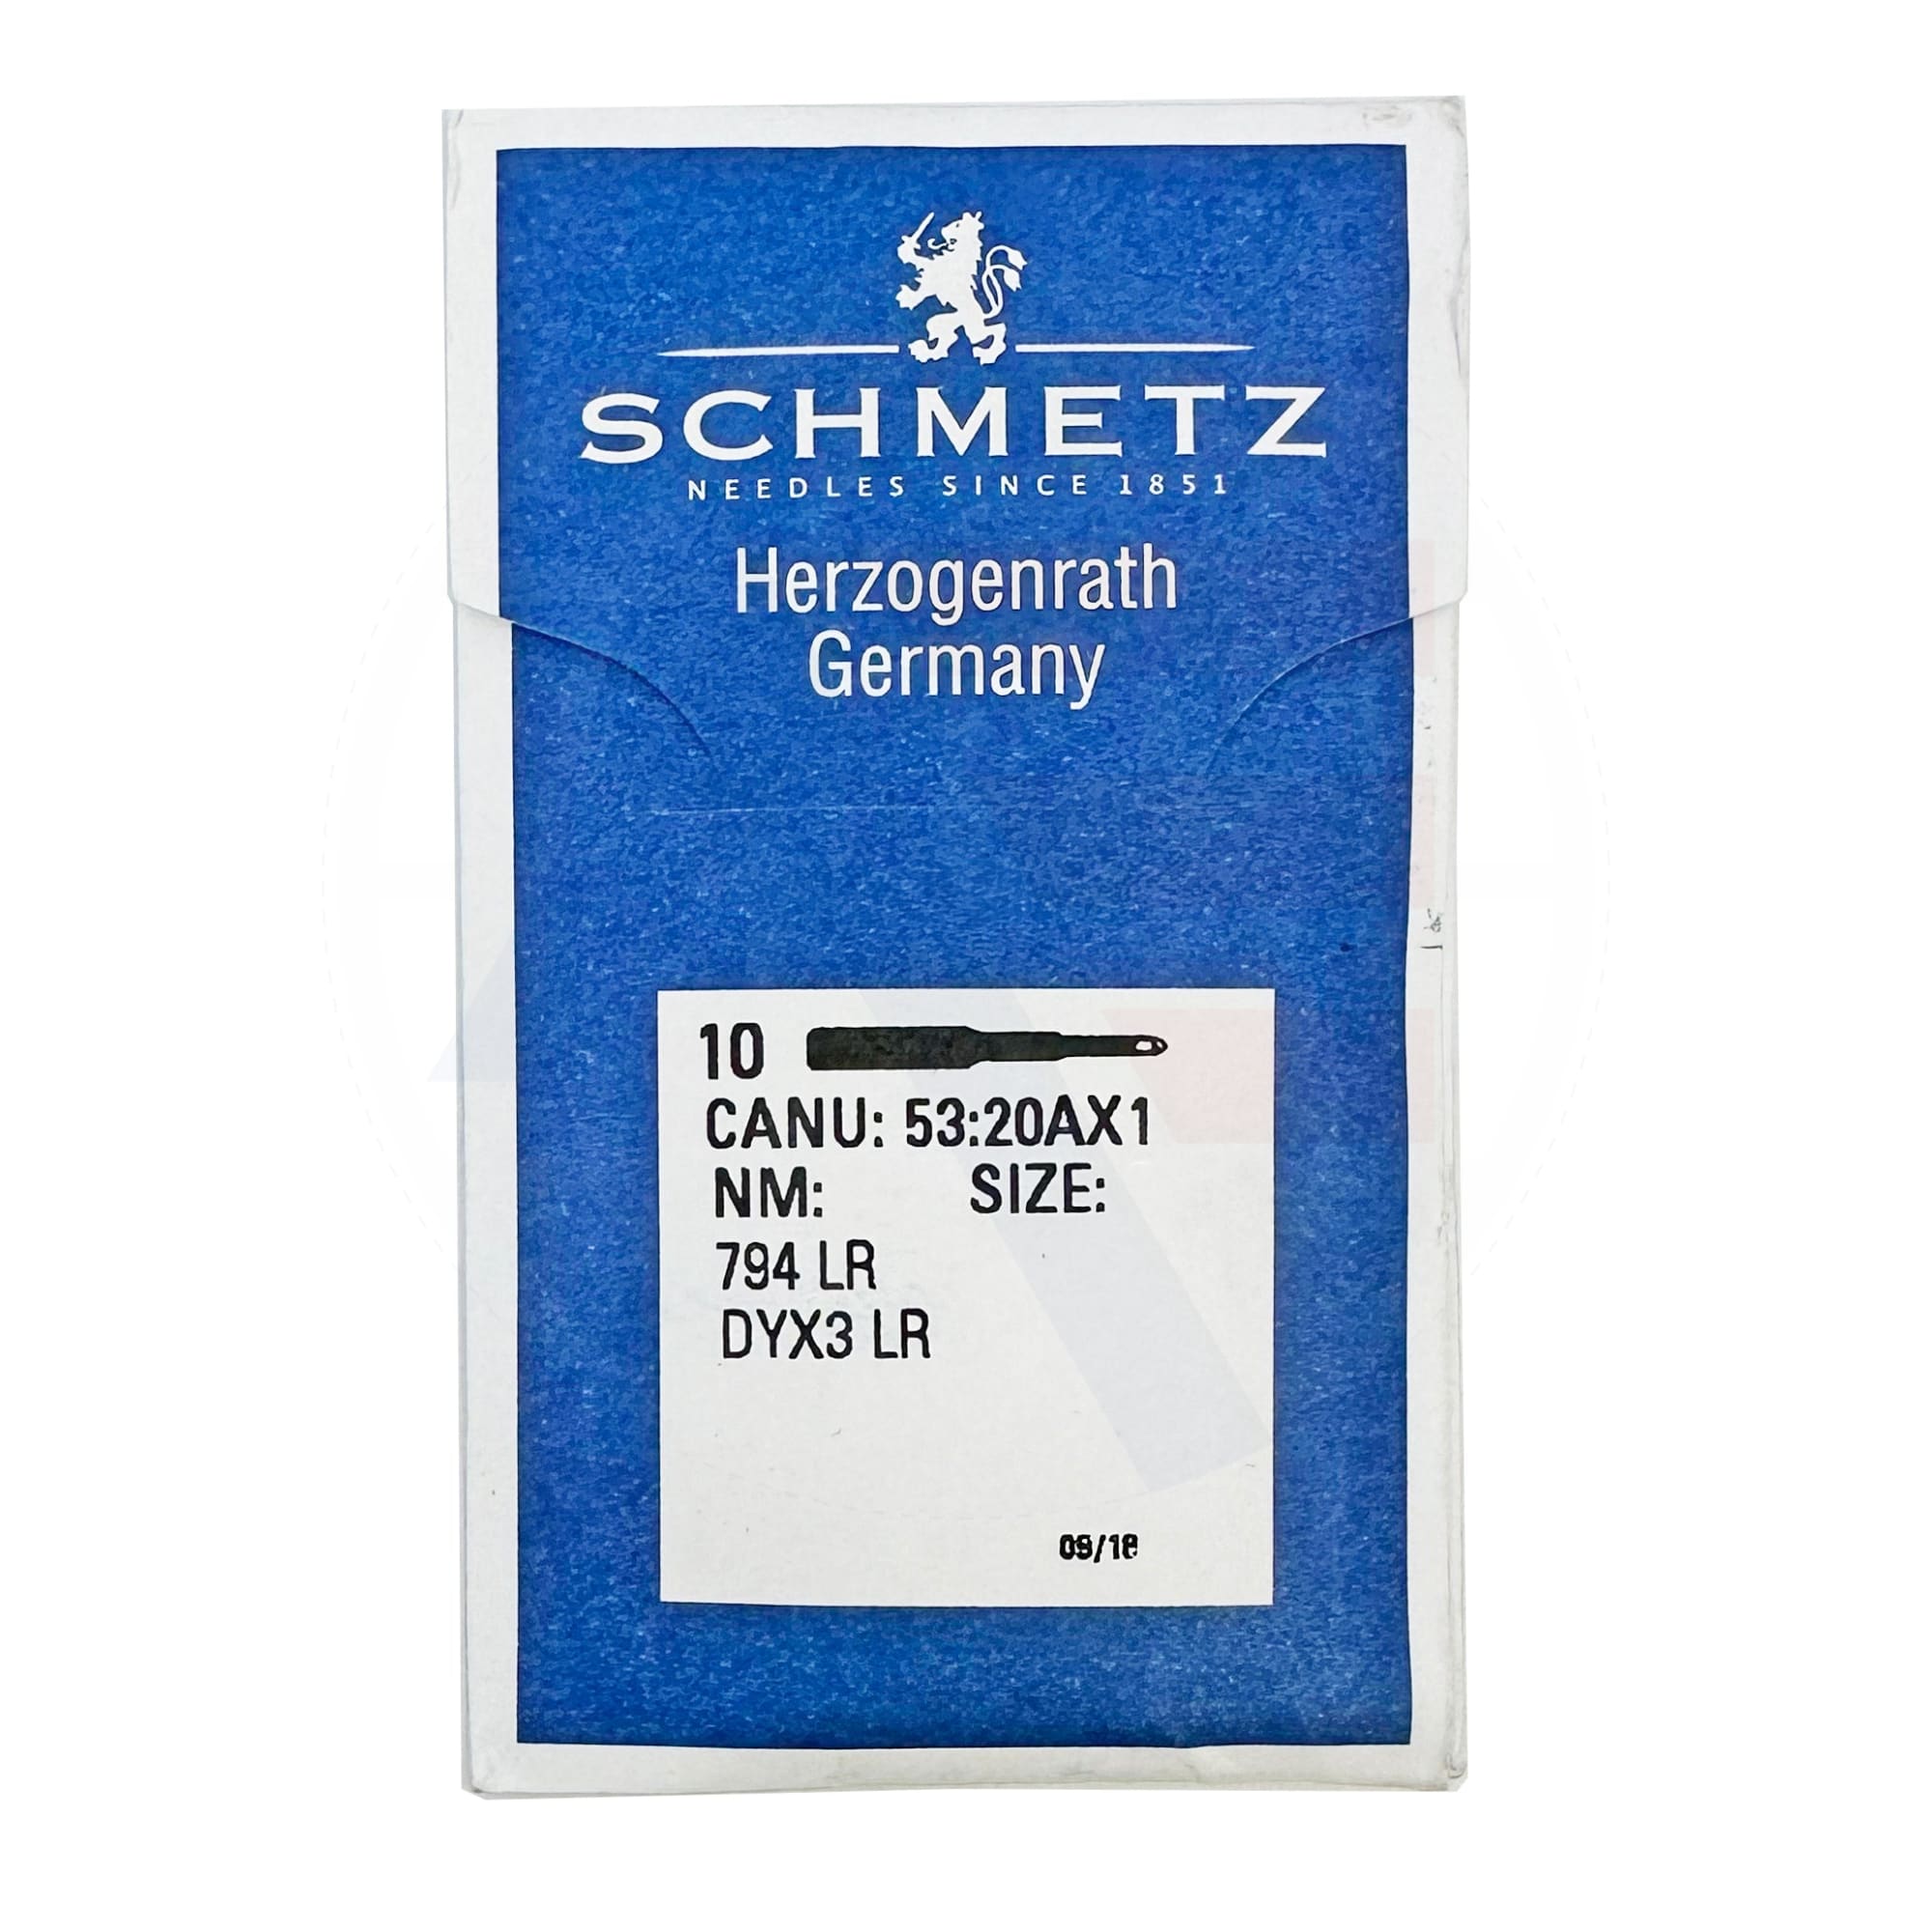 SCHMETZ
NEEDLES SINCE 1851
Herzogenrath
Germany
10
CANU: 53:20AX1
NM: SIZE:
794 LR
DYX3 LR